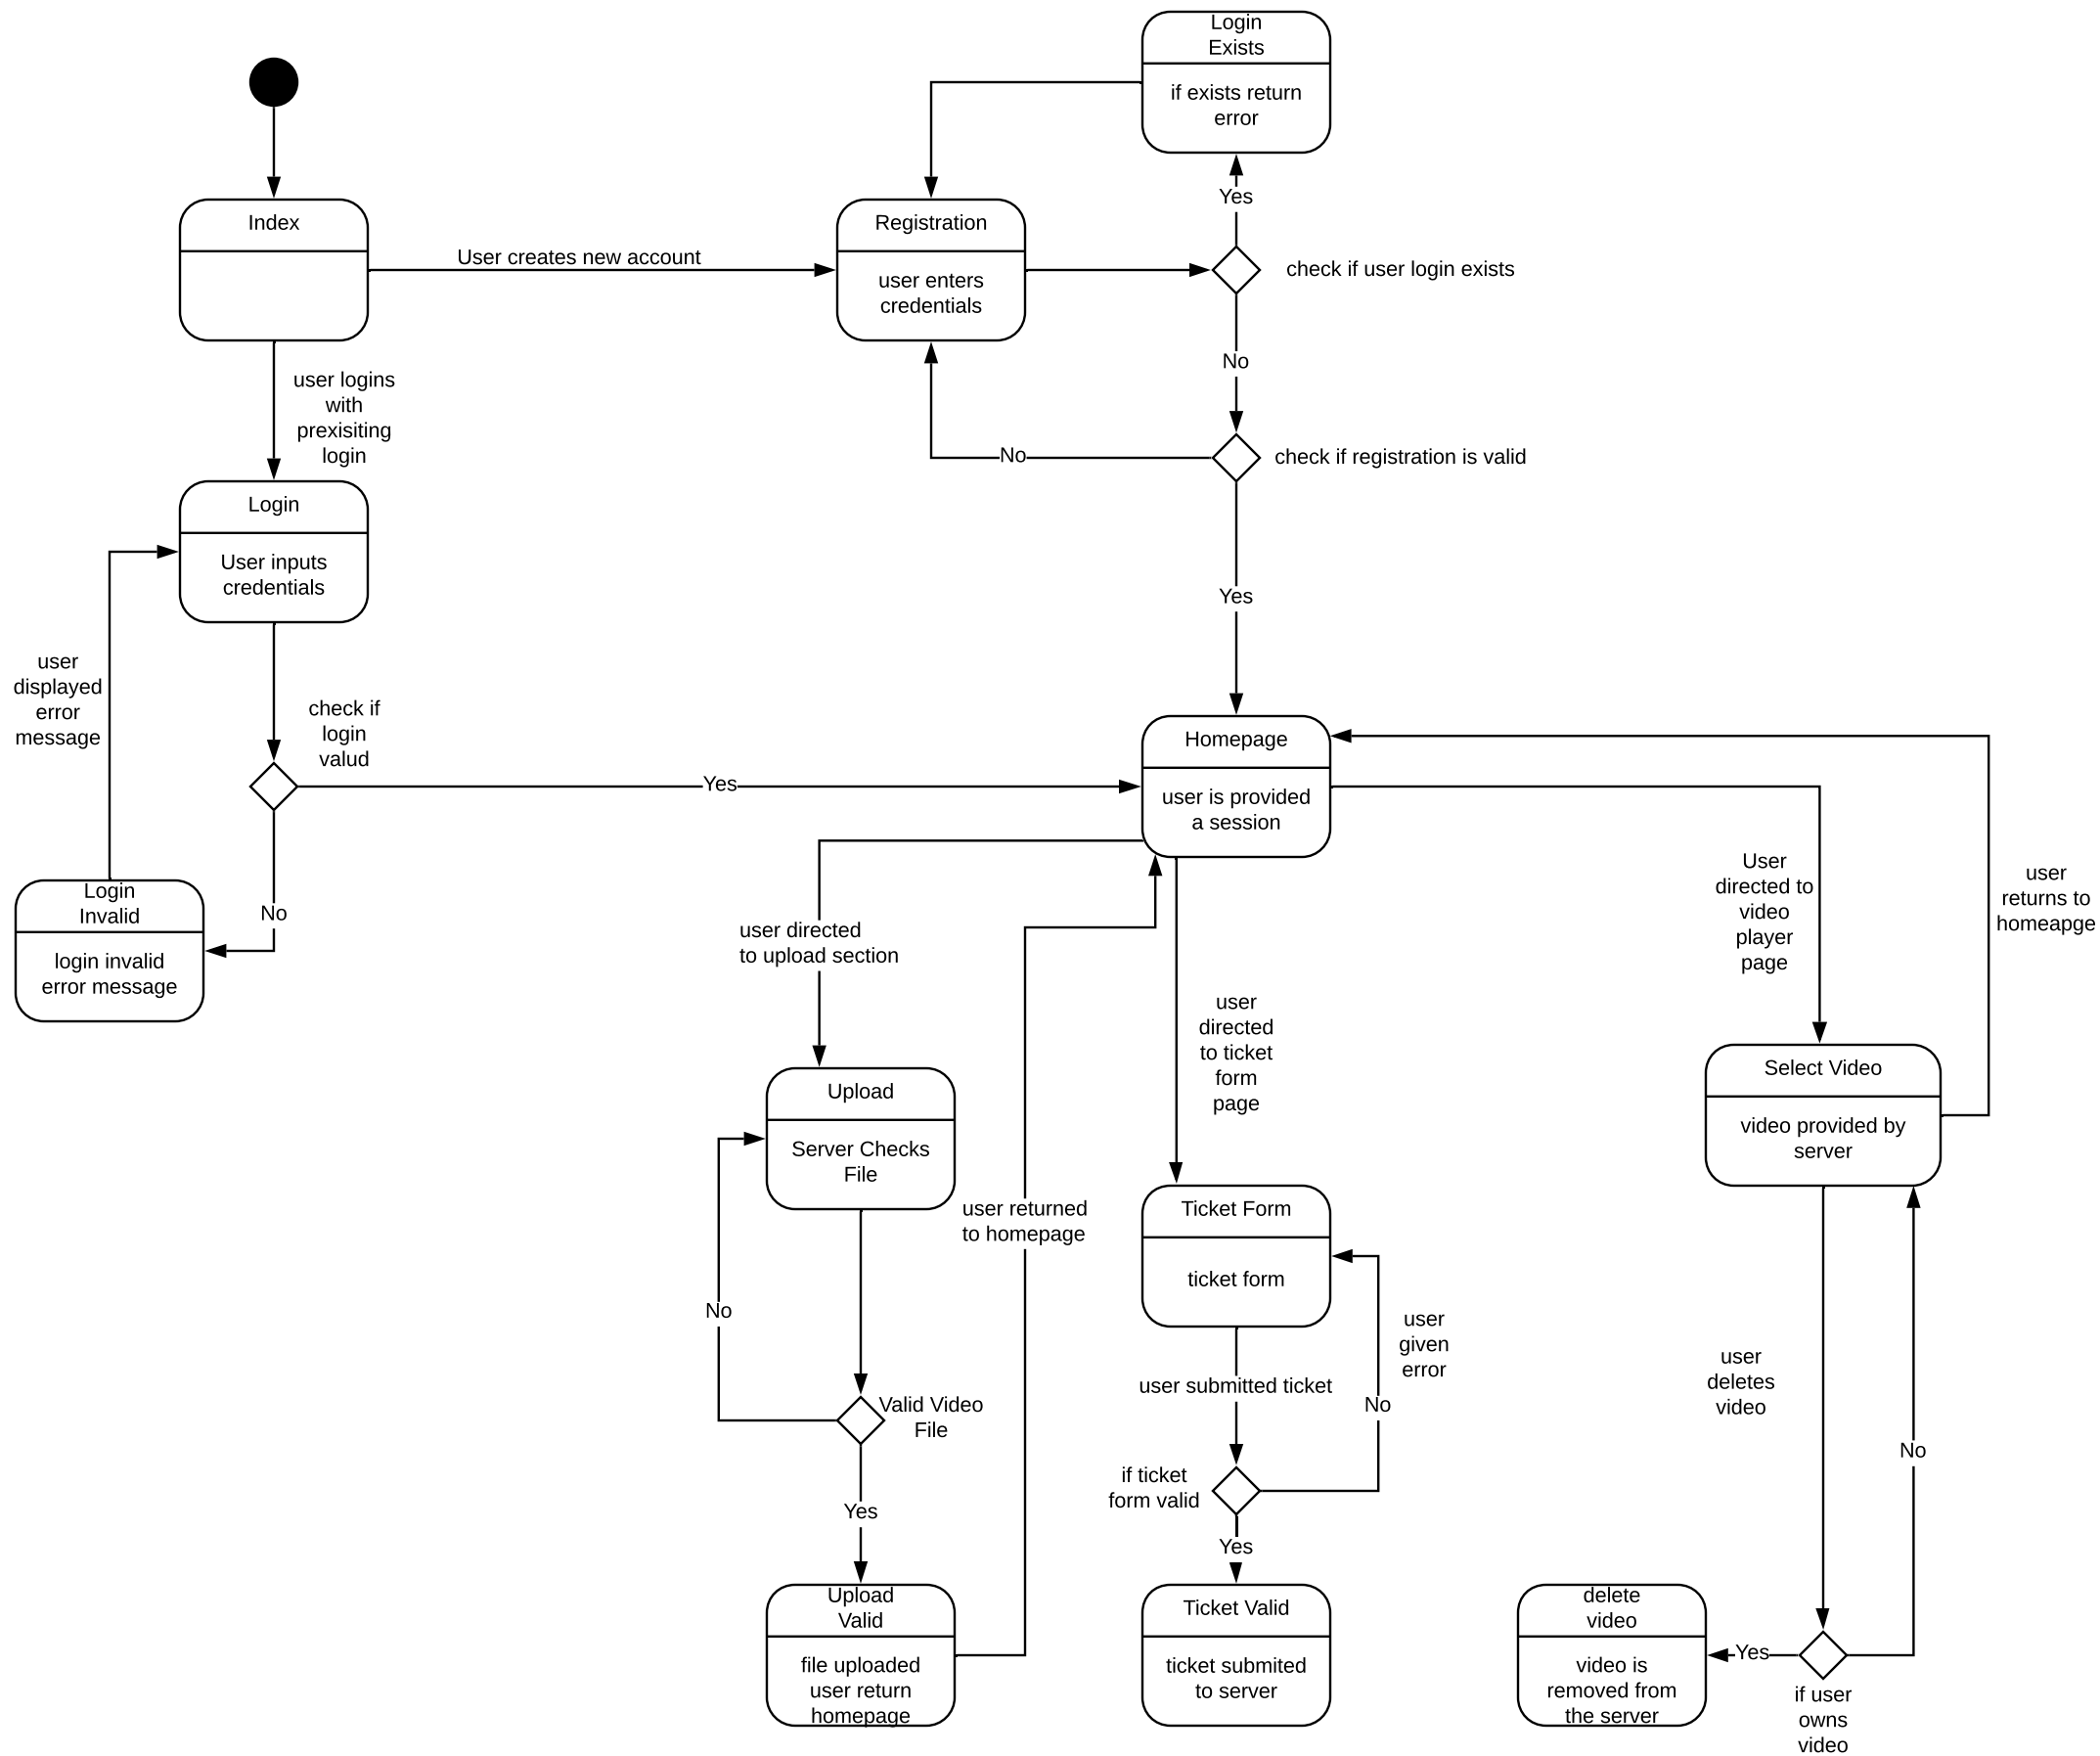 Login
Exists
if exists return
error
Yes
Index
User creates new account
Registration
user enters
credentials
check if user login exists
No
user logins
with
prexisiting
login
No
check if registration is valid
Login
User inputs
credentials
Yes
user
displayed
error
message
check if
login
valud
Yes
Homepage
user is provided
a session
Login
Invalid
login invalid
error message
No
user directed
to upload section
User
directed to
video
player
page
user
returns to
homeapge
user
directed
to ticket
form
page
Upload
Server Checks
File
Select Video
video provided by
server
user returned
to homepage
Ticket Form
ticket form
No
user
given
error
user submitted ticket
No
Valid Video
File
user
deletes
video
No
if ticket
form valid
Yes
Yes
Upload
Valid
file uploaded
user return
homepage
Ticket Valid
ticket submited
to server
delete
video
video is
removed from
the server
Yes
if user
owns
video